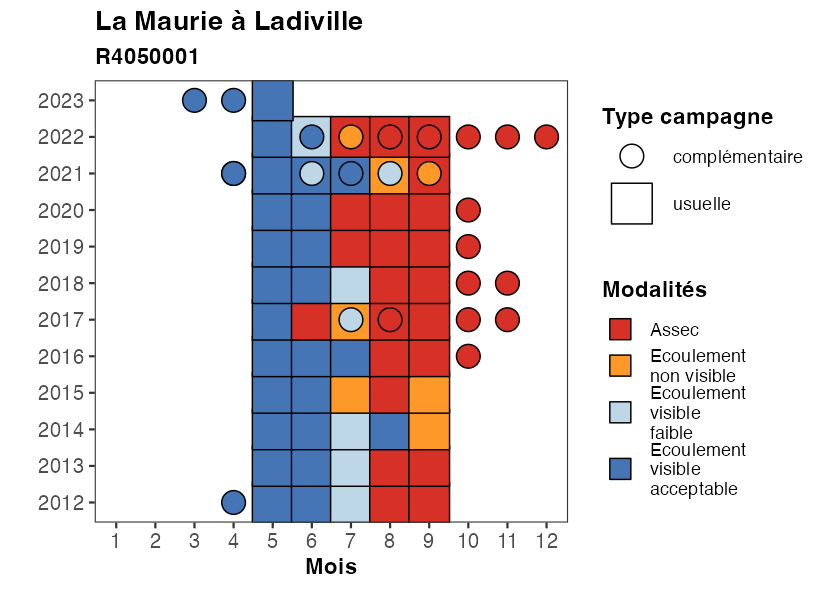 La Maurie à Ladiville
R4050001
2023
2022
2021
2020
2019
2018
2017
2016
2015
2014
2013
2012
1 2 3 4 5 6 7 8 9 10 11 12
Mois
Type campagne
complémentaire
usuelle
Modalités
Assec
Ecoulement
non visible
Ecoulement
visible
faible
Ecoulement
visible
acceptable